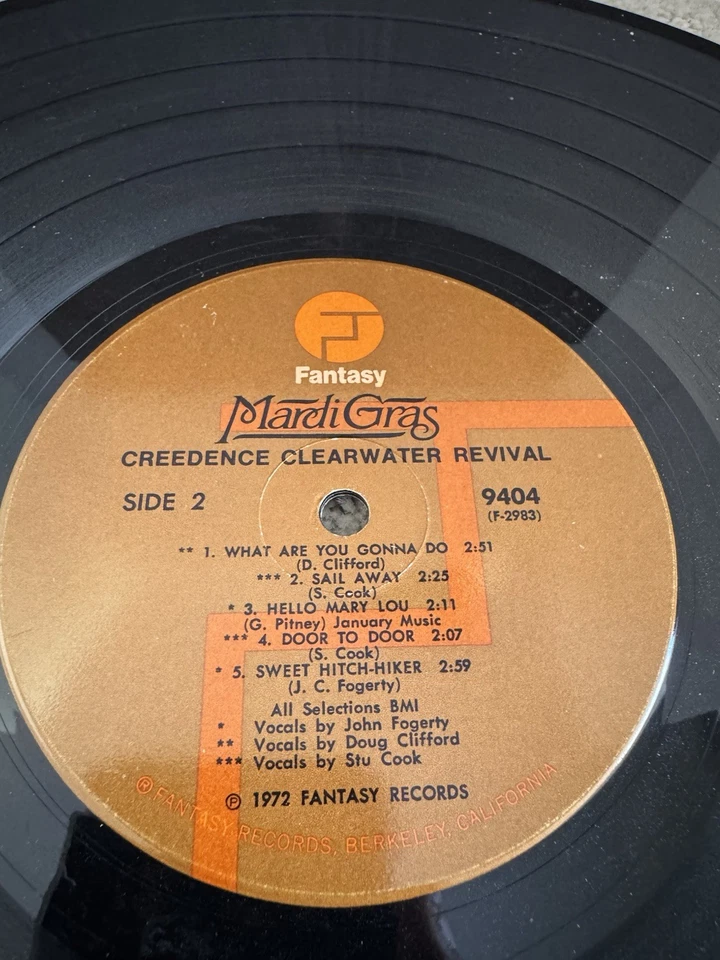 Fantasy
Mardi Gras
CREEDENCE CLEARWATER REVIVAL
SIDE 2
9404
(F-2983)
** 1. WHAT ARE YOU GONNA DO 2:51
(D. Clifford)
*** 2. SAIL AWAY 2:25
(S. Cook)
* 3. HELLO MARY LOU 2:11
(G. Pitney) January Music
*** 4. DOOR TO DOOR 2:07
(S. Cook)
* 5. SWEET HITCH-HIKER 2:59
(J. C. Fogerty)
All Selections BMI
* Vocals by John Fogerty
** Vocals by Doug Clifford
*** Vocals by Stu Cook
℗ 1972 FANTASY RECORDS
® FANTASY RECORDS, BERKELEY, CALIFORNIA